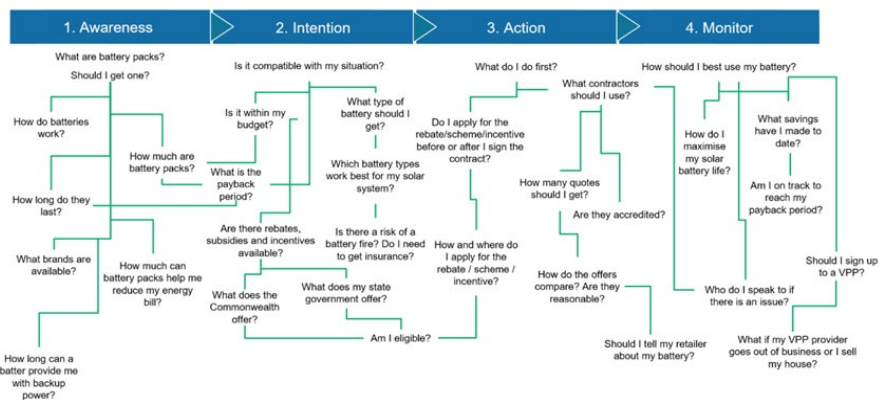 1. Awareness
2. Intention
3. Action
4. Monitor
What are battery packs?
Should I get one?
How do batteries
work?
How much are
battery packs?
How long do they
last?
What brands are
available?
How much can
battery packs help me
reduce my energy
bill?
How long can a
batter provide me
with backup
power?
Is it compatible with my situation?
Is it within my
budget?
What type of
battery should I
get?
What is the
payback
period?
Which battery types
work best for my solar
system?
Are there rebates,
subsidies and incentives
available?
Is there a risk of a
battery fire? Do I need
to get insurance?
What does the
Commonwealth
offer?
What does my state
government offer?
Am I eligible?
What do I do first?
What contractors
should I use?
Do I apply for the
rebate/scheme/incentive
before or after I sign the
contract?
How many quotes
should I get?
Are they accredited?
How and where do
I apply for the
rebate / scheme /
incentive?
How do the offers
compare? Are they
reasonable?
Should I tell my retailer
about my battery?
How should I best use my battery?
How do I
maximise
my solar
battery life?
What savings
have I made to
date?
Am I on track to
reach my
payback period?
Should I sign up
to a VPP?
Who do I speak to if
there is an issue?
What if my VPP provider
goes out of business or I sell
my house?